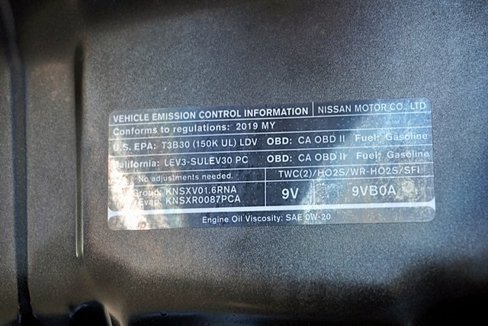 VEHICLE EMISSION CONTROL INFORMATION NISSAN MOTOR CO., LTD
Conforms to regulations: 2019 MY
U.S. EPA: T3B30 (150K UL) LDV OBD: CA OBD II Fuel: Gasoline
California: LEV3-SULEV30 PC OBD: CA OBD II Fuel: Gasoline
No adjustments needed. TWC(2)/HO2S/WR-HO2S/SFI
Group: KNSXV01.6RNA 9V 9VB0A
Evap: KNSXR0087PCA
Engine Oil Viscosity: SAE 0W-20